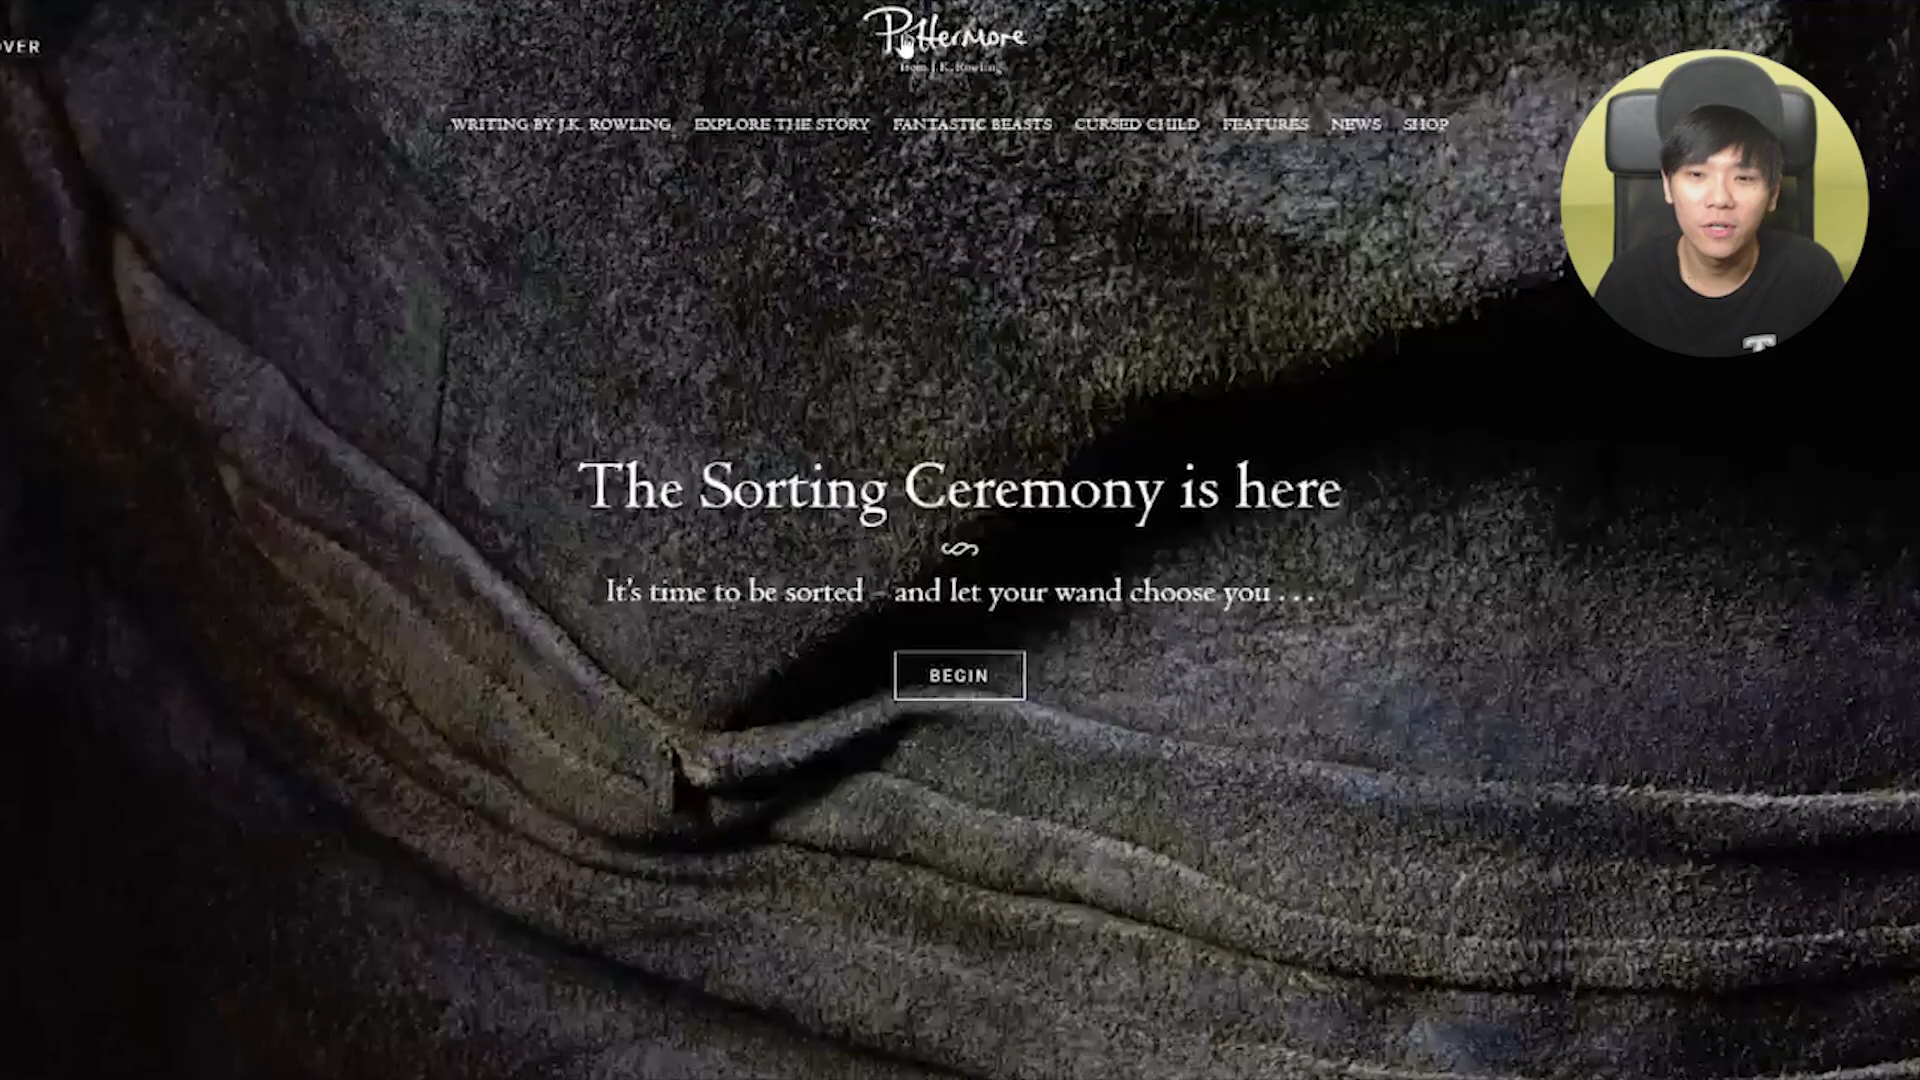 OVER
Pottermore
from J.K. Rowling
WRITING BY J.K. ROWLING EXPLORE THE STORY FANTASTIC BEASTS CURSED CHILD FEATURES NEWS SHOP
The Sorting Ceremony is here
It's time to be sorted – and let your wand choose you . . .
BEGIN
T